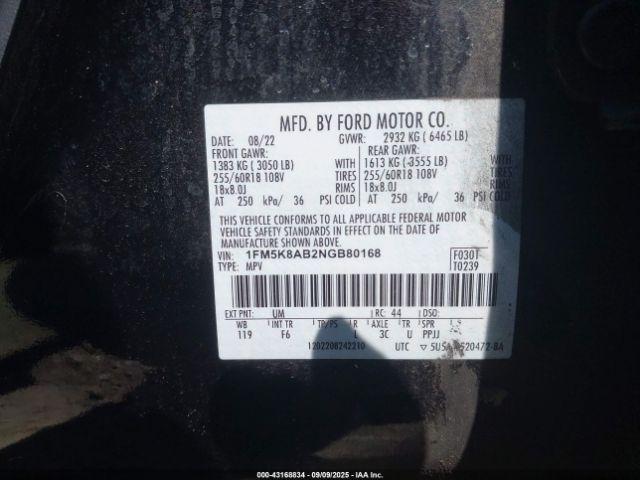 MFD. BY FORD MOTOR CO.
DATE: 08/22 GVWR: 2932 KG ( 6465 LB)
FRONT GAWR: REAR GAWR:
1383 KG ( 3050 LB) WITH 1613 KG ( 3555 LB) WITH
255/60R18 108V TIRES 255/60R18 108V TIRES
18x8.0J RIMS 18x8.0J RIMS
AT 250 kPa/ 36 PSI COLD AT 250 kPa/ 36 PSI COLD
THIS VEHICLE CONFORMS TO ALL APPLICABLE FEDERAL MOTOR
VEHICLE SAFETY STANDARDS IN EFFECT ON THE DATE OF
MANUFACTURE SHOWN ABOVE.
VIN: 1FM5K8AB2NGB80168 F030T
TYPE: MPV T0239
EXT PNT: UM RC: 44 DSO:
WB INT TR TP/PS R AXLE TR SPR
119 F6 L 3C U PPJJ
1202208242210 UTC ▽
000-43168834 - 09/09/2025 - IAA Inc.